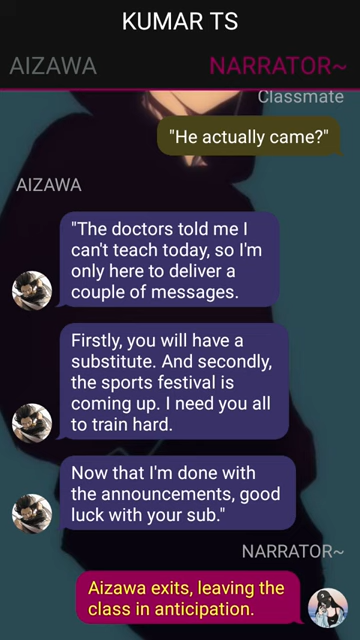 KUMAR TS
AIZAWA
NARRATOR~
Classmate
"He actually came?"
AIZAWA
"The doctors told me I
can't teach today, so I'm
only here to deliver a
couple of messages.
Firstly, you will have a
substitute. And secondly,
the sports festival is
coming up. I need you all
to train hard.
Now that I'm done with
the announcements, good
luck with your sub."
NARRATOR~
Aizawa exits, leaving the
class in anticipation.